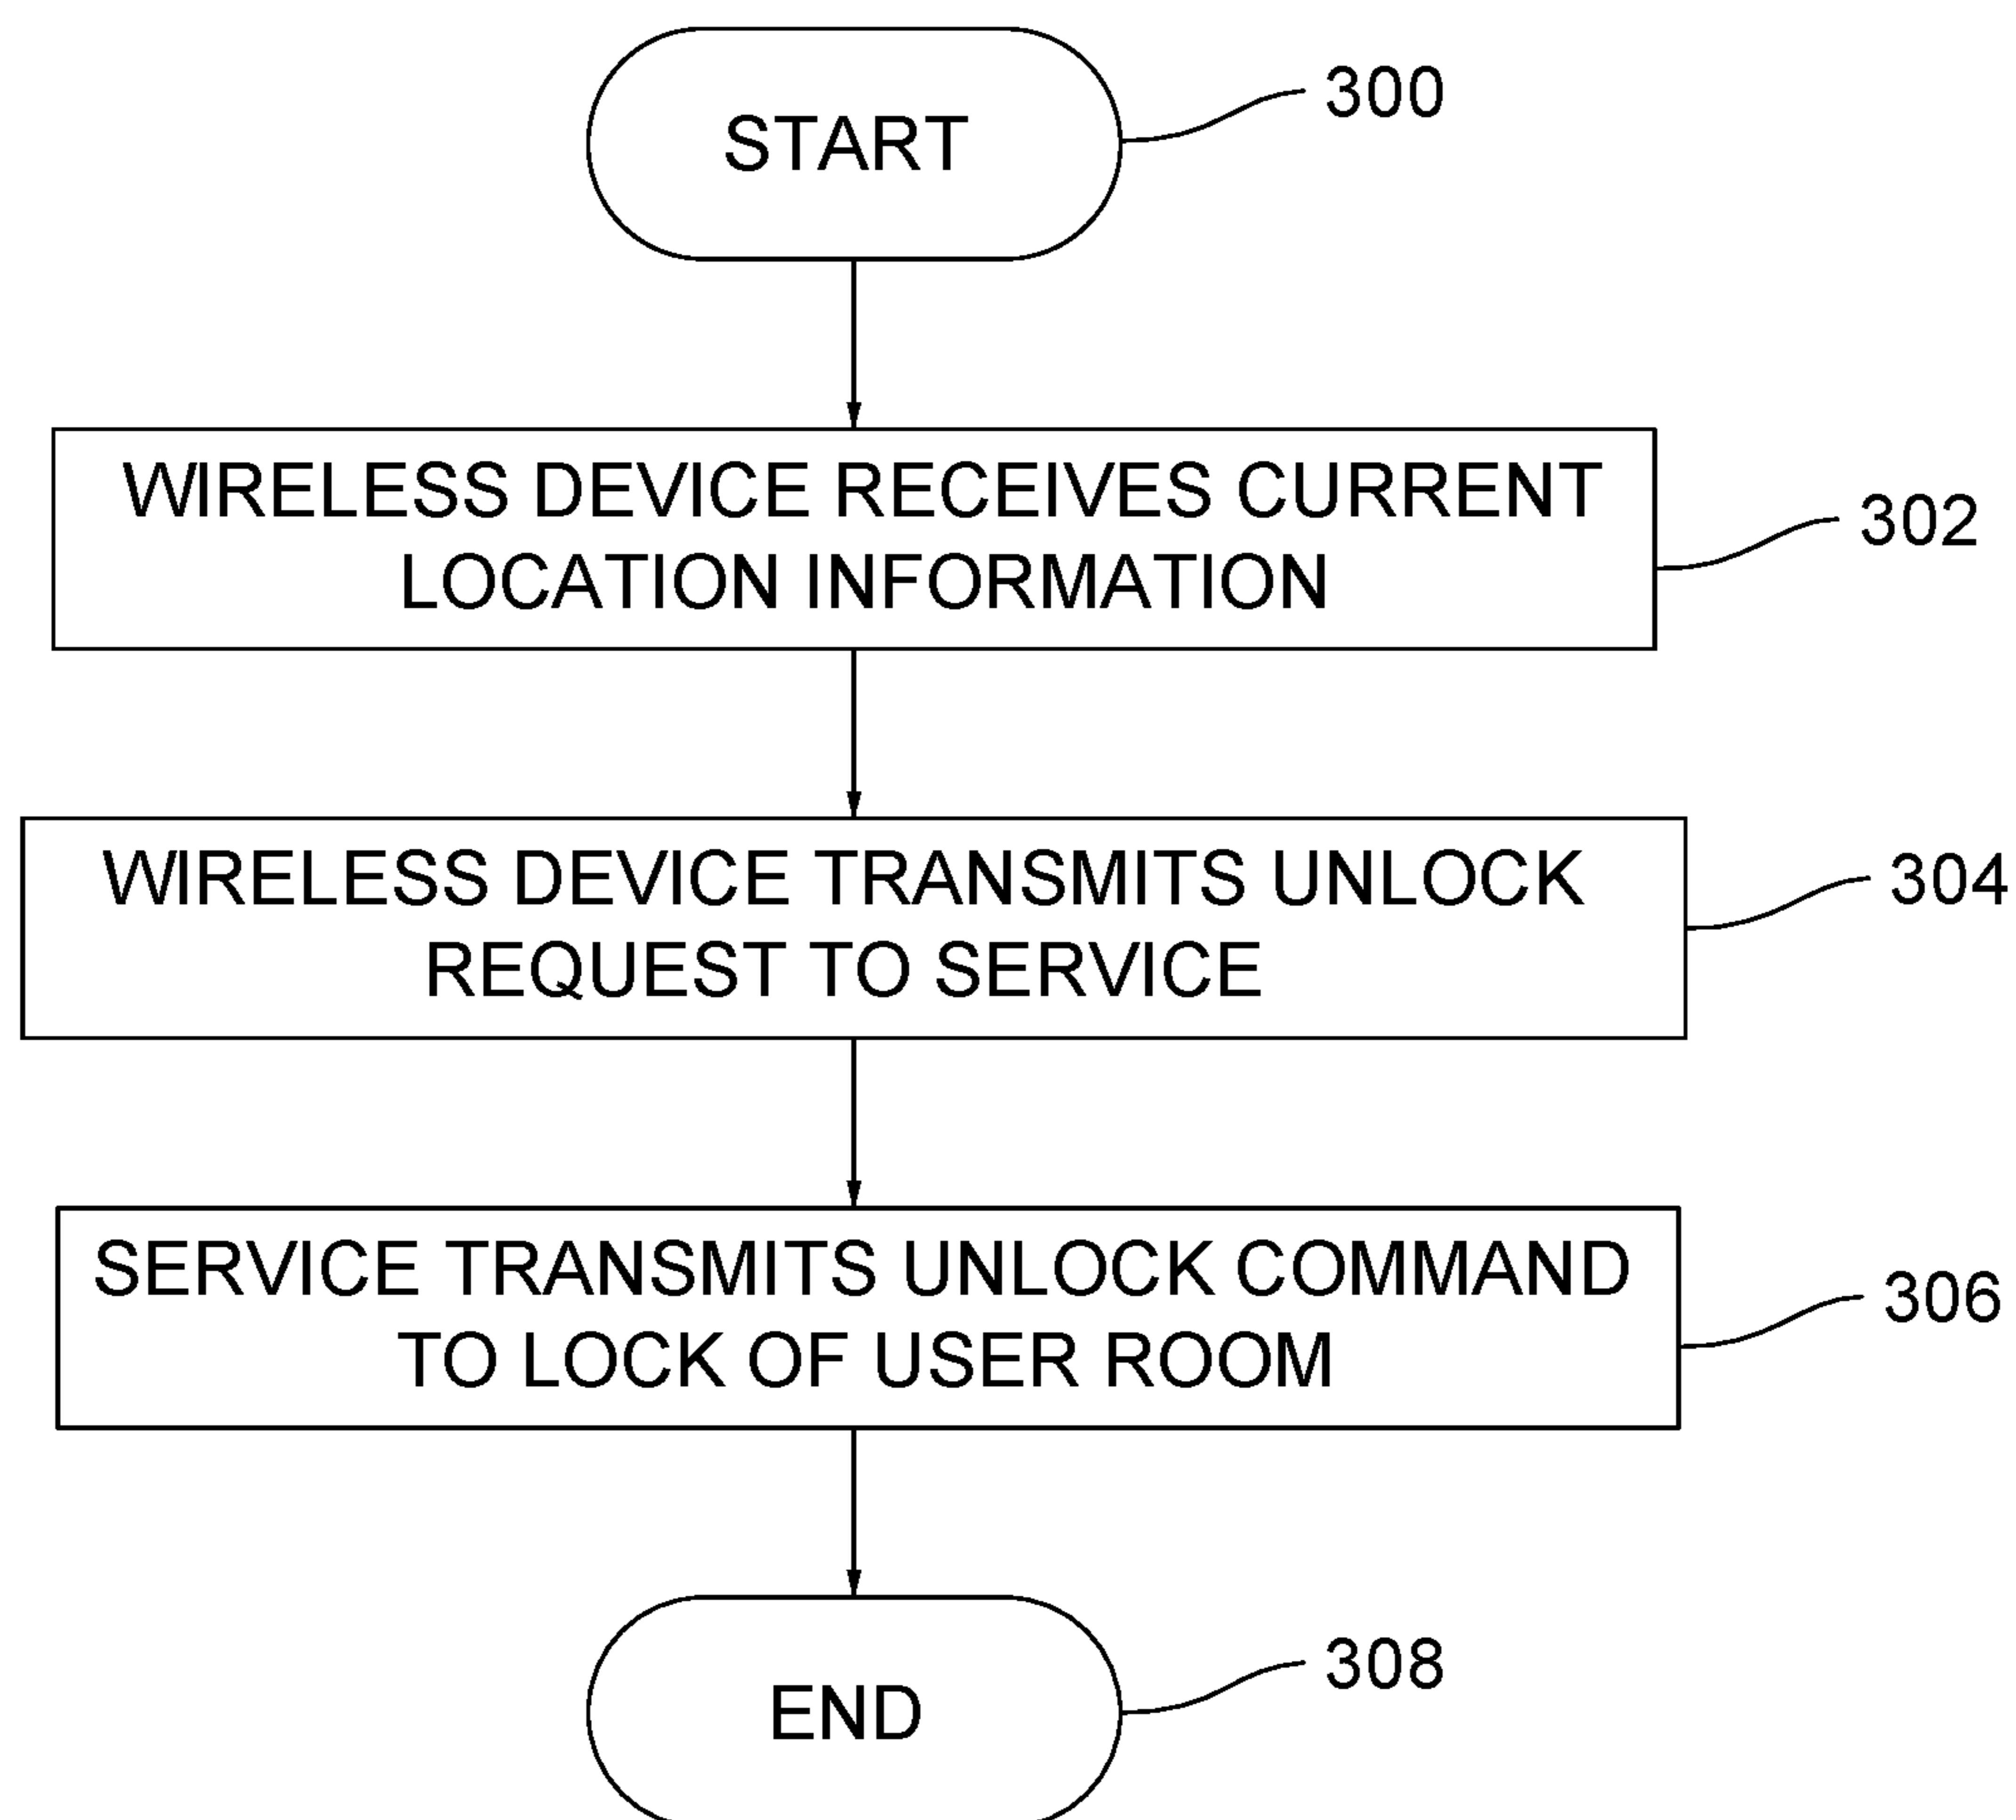 START
300
WIRELESS DEVICE RECEIVES CURRENT
LOCATION INFORMATION
302
WIRELESS DEVICE TRANSMITS UNLOCK
REQUEST TO SERVICE
304
SERVICE TRANSMITS UNLOCK COMMAND
TO LOCK OF USER ROOM
306
END
308